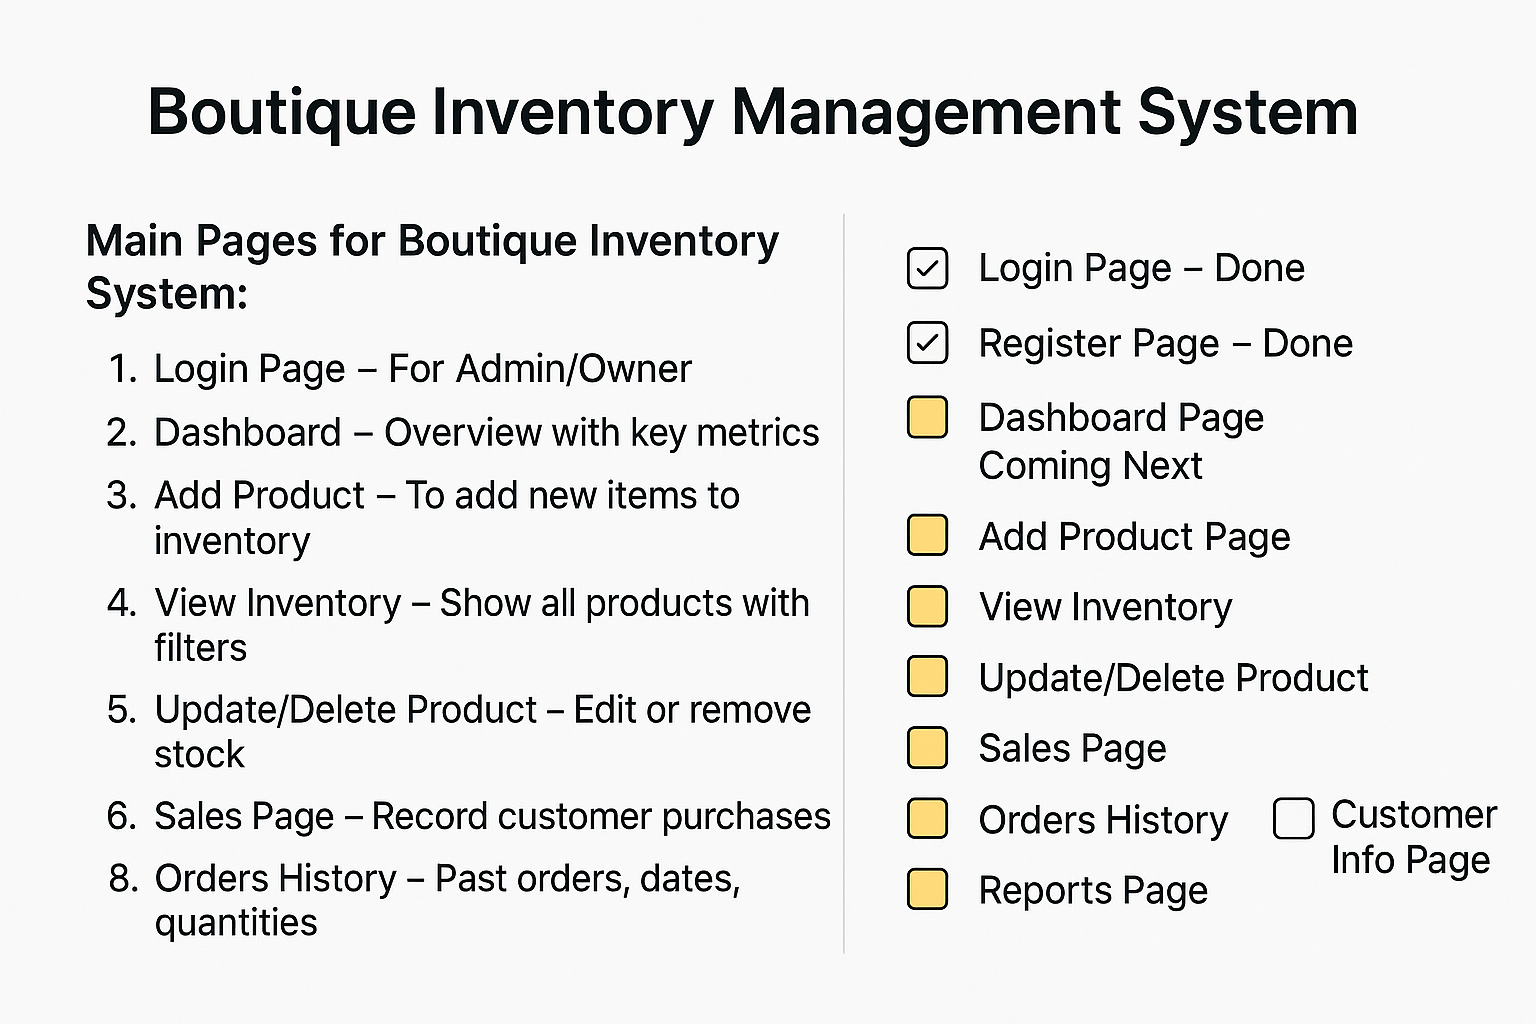 Boutique Inventory Management System
Main Pages for Boutique Inventory
System:
1. Login Page – For Admin/Owner
2. Dashboard – Overview with key metrics
3. Add Product – To add new items to
inventory
4. View Inventory – Show all products with
filters
5. Update/Delete Product – Edit or remove
stock
6. Sales Page – Record customer purchases
8. Orders History – Past orders, dates,
quantities
Login Page – Done
Register Page – Done
Dashboard Page
Coming Next
Add Product Page
View Inventory
Update/Delete Product
Sales Page
Orders History
Customer
Info Page
Reports Page